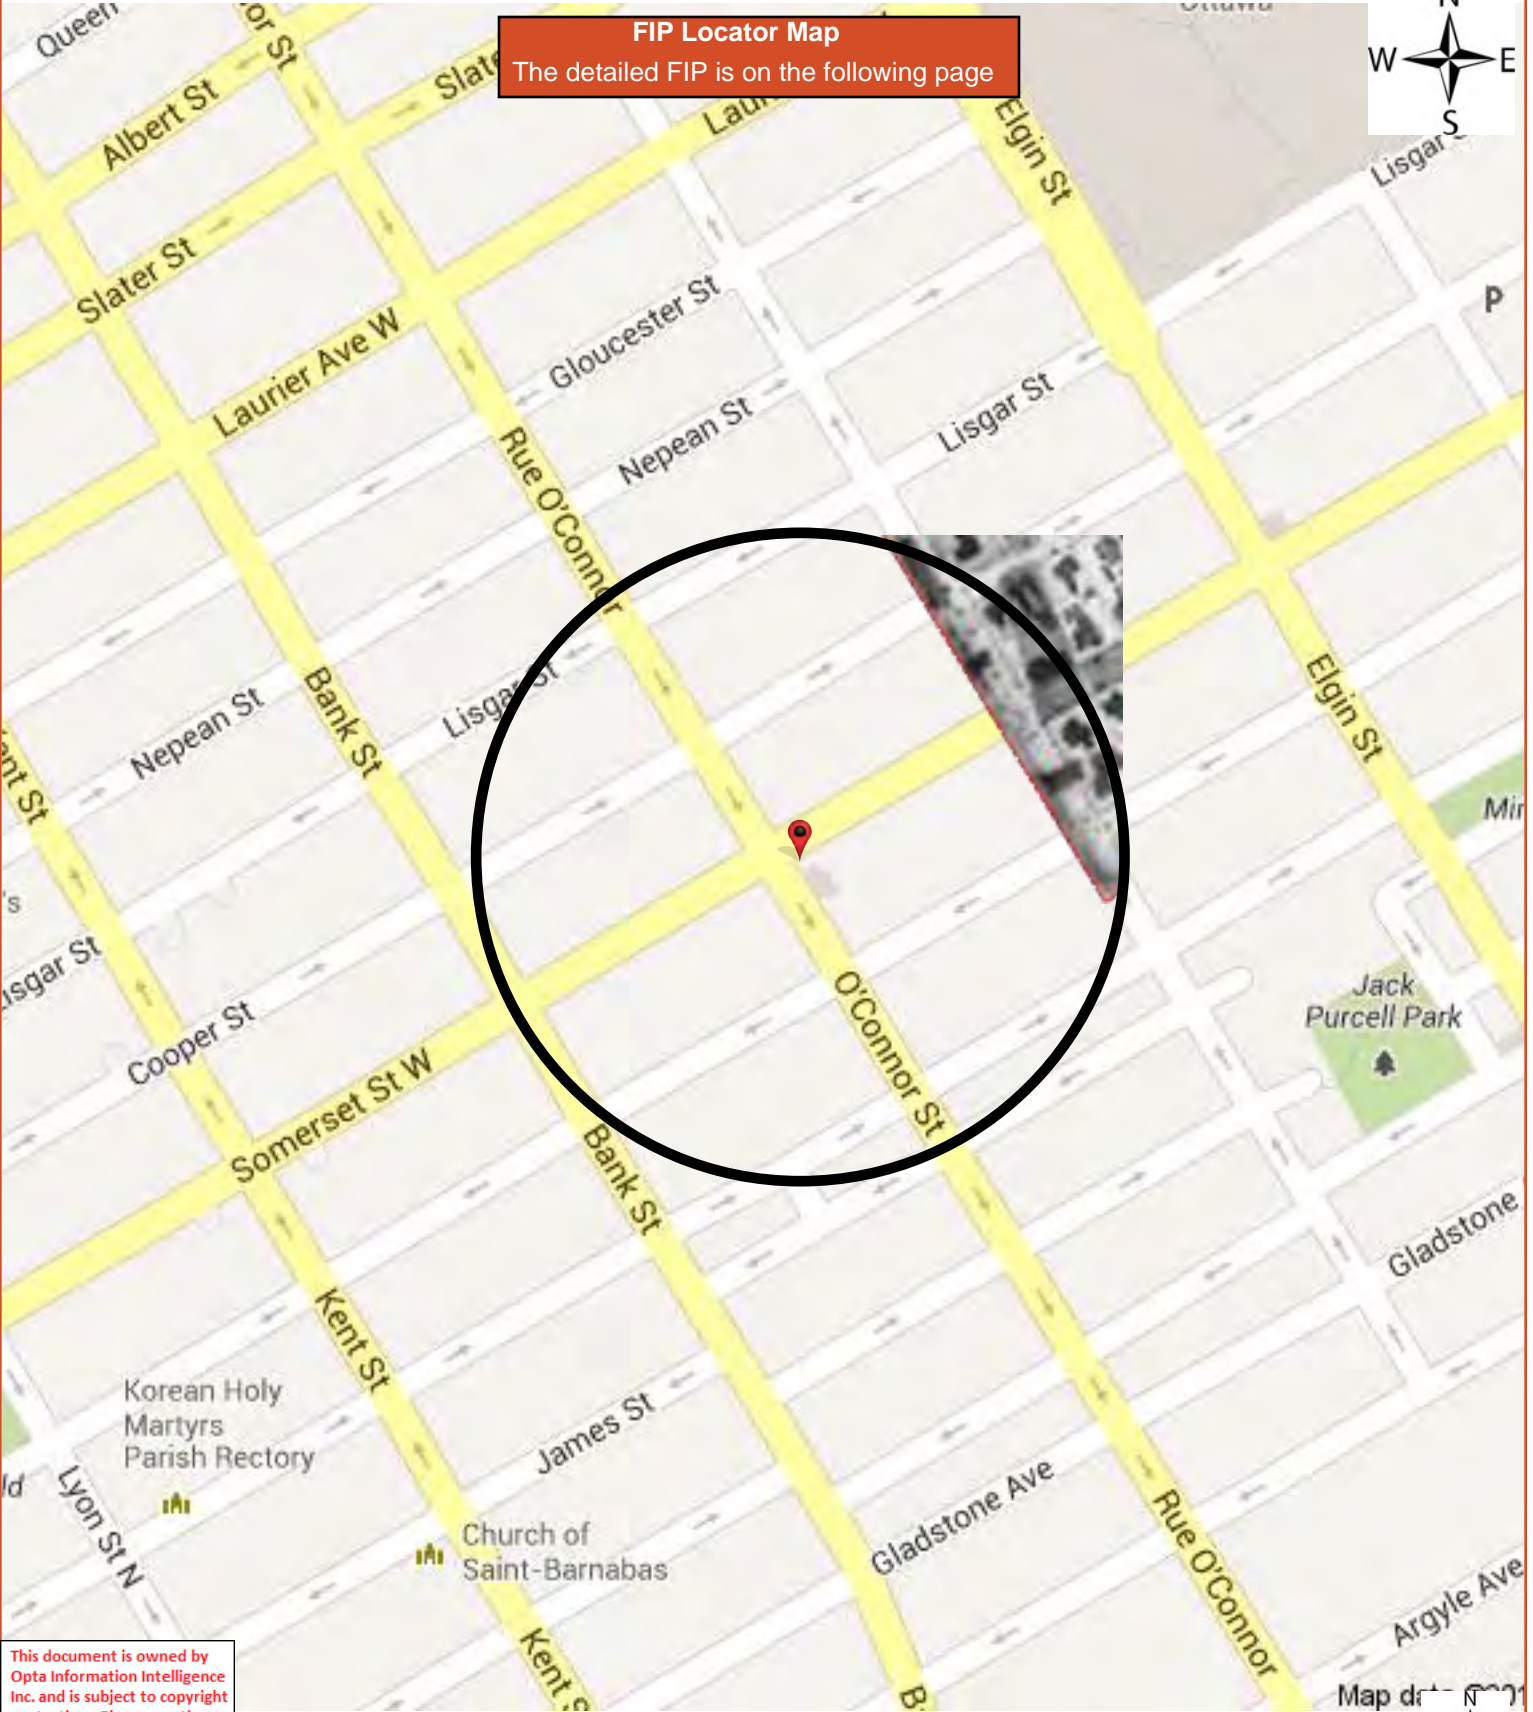 FIP Locator Map
The detailed FIP is on the following page
N
W
E
S
Queen
Albert St
Slater St
Laurier Ave W
Elgin St
Lisgar
P
Gloucester St
Nepean St
Lisgar St
Rue O'Connor
Bank St
Nepean St
Lisgar St
Elgin St
Cooper St
Somerset St W
O'Connor St
Jack
Purcell Park
Bank St
Kent St
Gladstone
Korean Holy
Martyrs
Parish Rectory
James St
Lyon St N
Church of
Saint-Barnabas
Gladstone Ave
Rue O'Connor
Argyle Ave
Kent S
This document is owned by
Opta Information Intelligence
Inc. and is subject to copyright
Map da
N